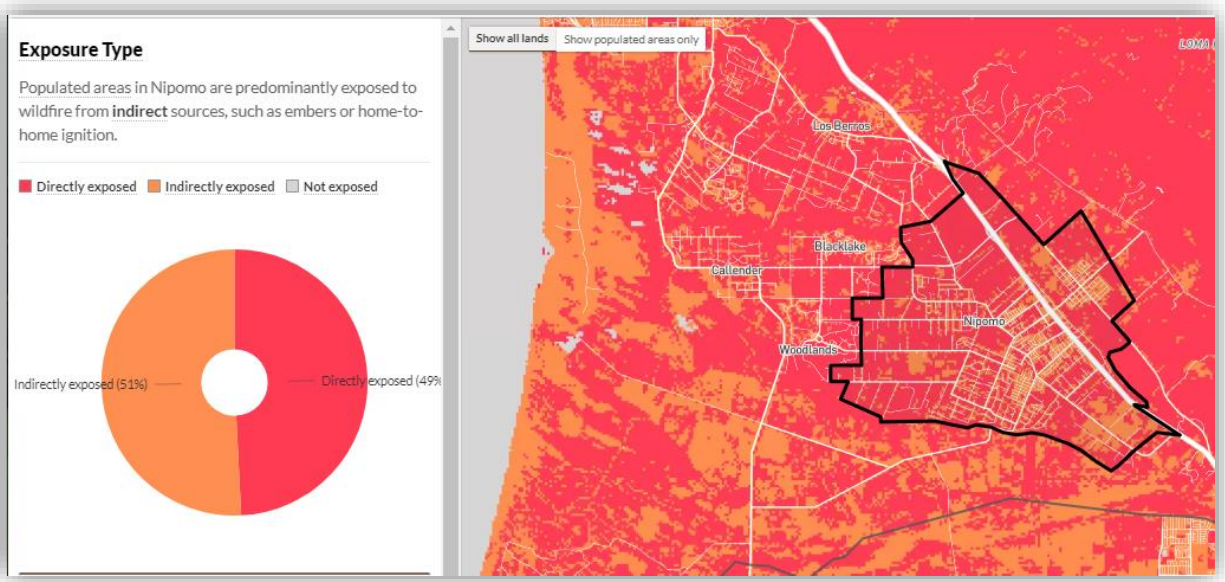 Exposure Type
Populated areas in Nipomo are predominantly exposed to
wildfire from indirect sources, such as embers or home-to-
home ignition.
Directly exposed Indirectly exposed Not exposed
Indirectly exposed (51%)
Directly exposed (49%
Show all lands Show populated areas only
LOMA
Los Berros
Blacklake
Callender
Nipomo
Woodlands